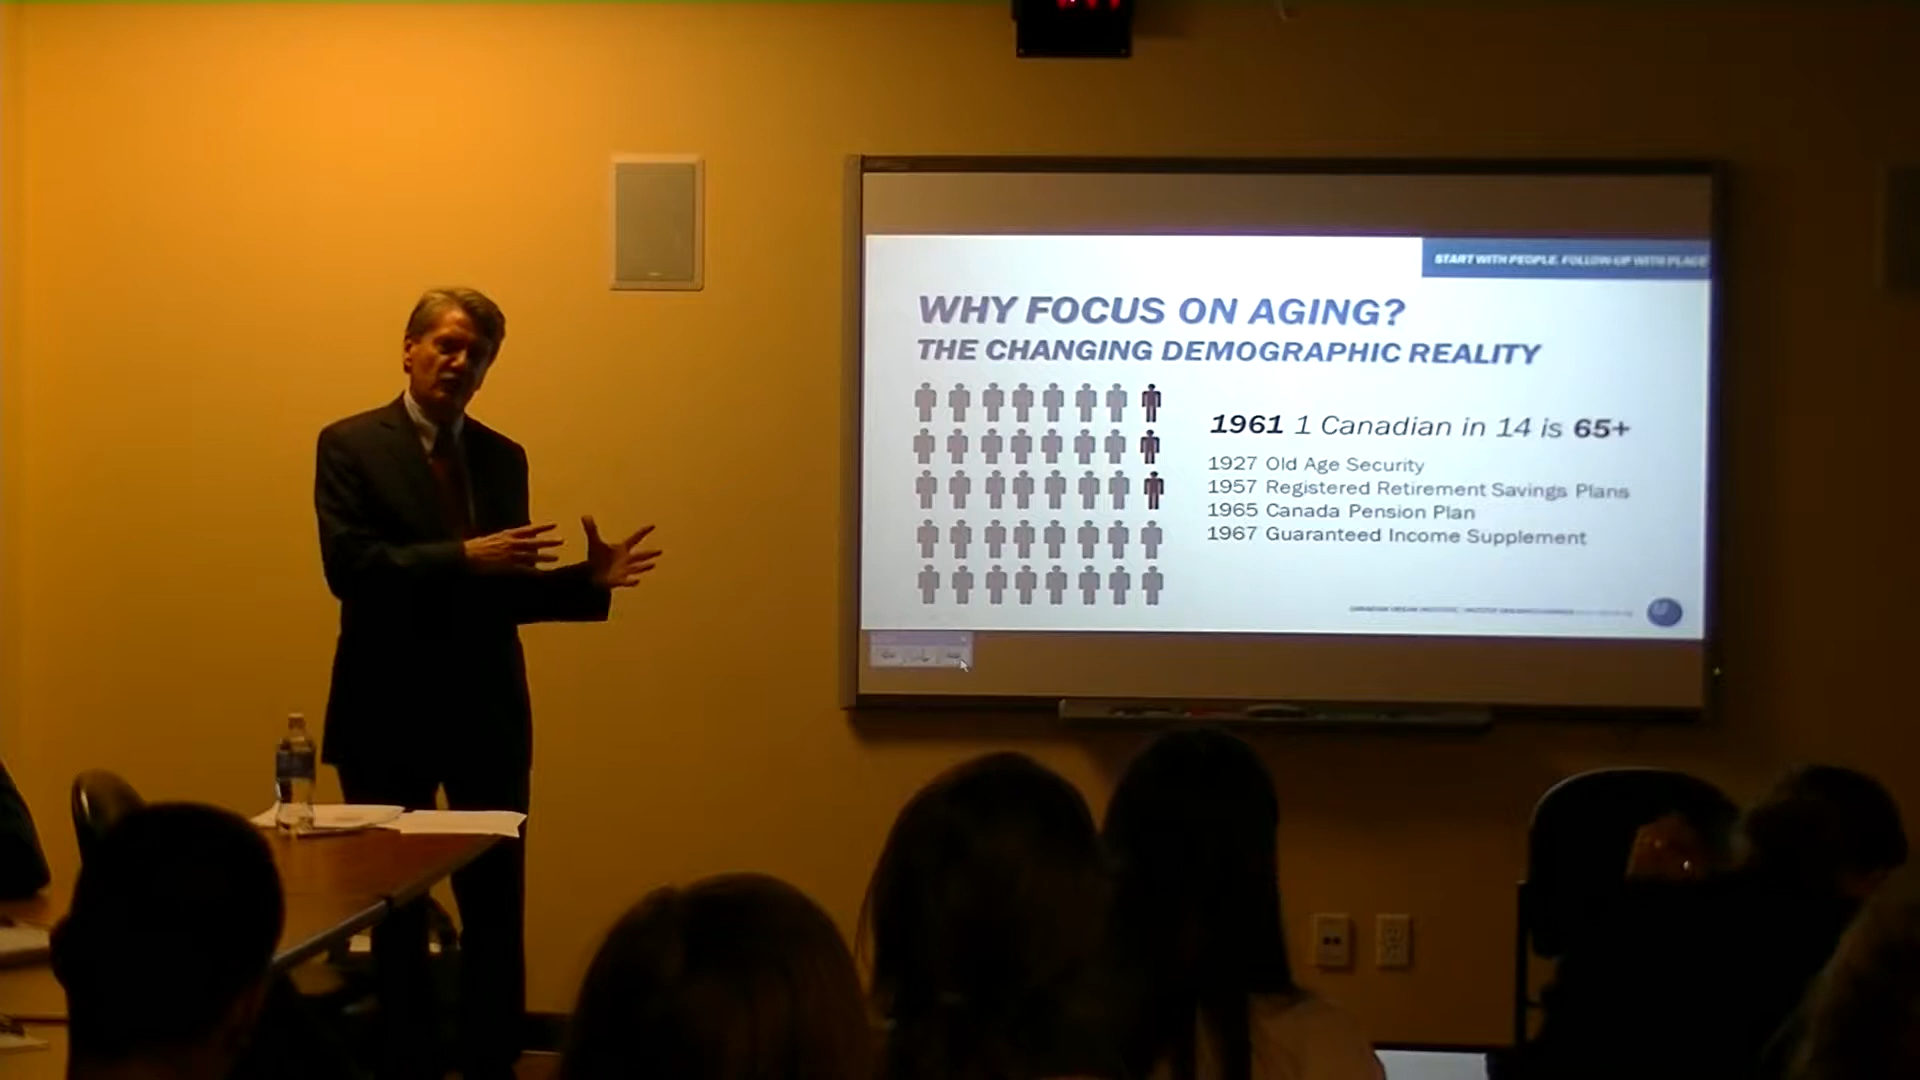 START WITH PEOPLE. FOLLOW-UP WITH PLACE
WHY FOCUS ON AGING?
THE CHANGING DEMOGRAPHIC REALITY
1961 1 Canadian in 14 is 65+
1927 Old Age Security
1957 Registered Retirement Savings Plans
1965 Canada Pension Plan
1967 Guaranteed Income Supplement